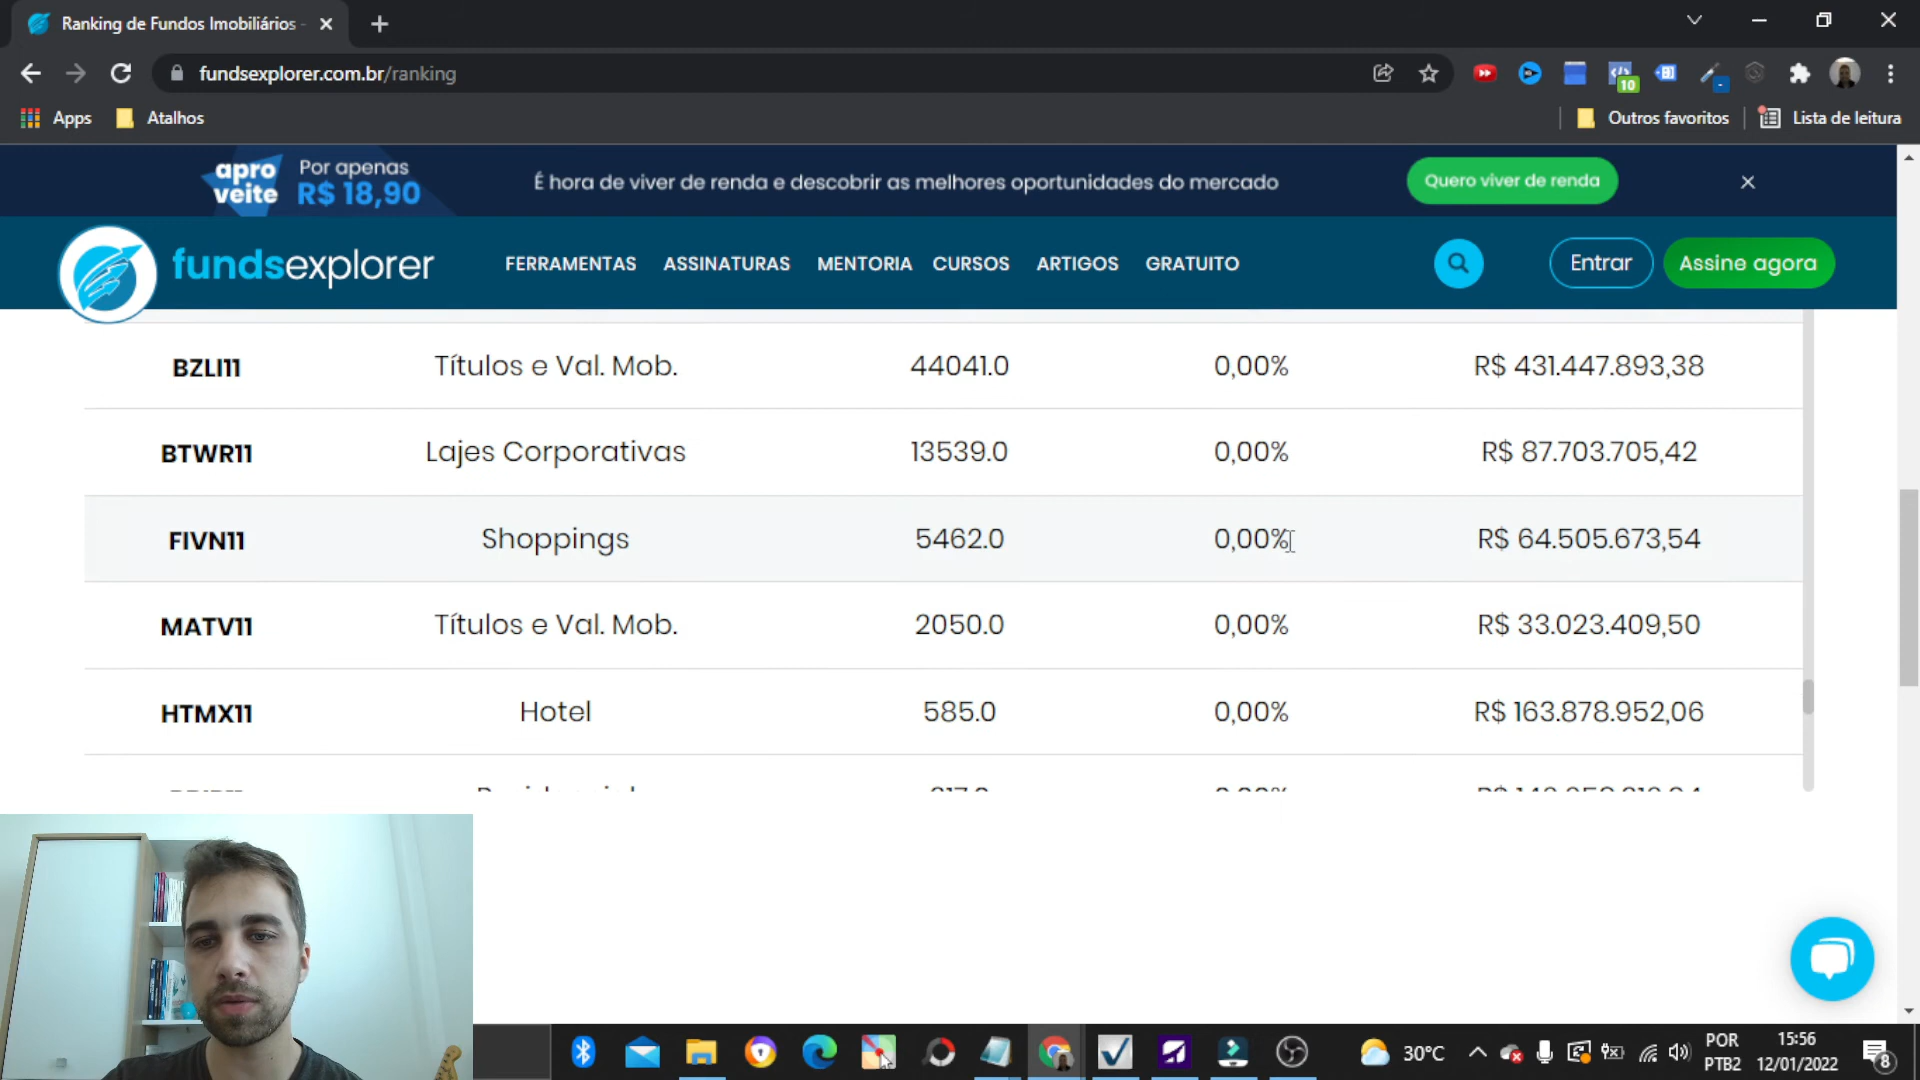 Ranking de Fundos Imobiliários -
fundsexplorer.com.br/ranking
10
Apps
Atalhos
Outros favoritos
Lista de leitura
apro
veite
Por apenas
R$ 18,90
É hora de viver de renda e descobrir as melhores oportunidades do mercado
Quero viver de renda
fundsexplorer
FERRAMENTAS ASSINATURAS MENTORIA CURSOS ARTIGOS GRATUITO
Entrar
Assine agora
BZLI11 Títulos e Val. Mob. 44041.0 0,00% R$ 431.447.893,38
BTWR11 Lajes Corporativas 13539.0 0,00% R$ 87.703.705,42
FIVN11 Shoppings 5462.0 0,00% R$ 64.505.673,54
MATV11 Títulos e Val. Mob. 2050.0 0,00% R$ 33.023.409,50
HTMX11 Hotel 585.0 0,00% R$ 163.878.952,06
30°C
POR
PTB2
15:56
12/01/2022
8